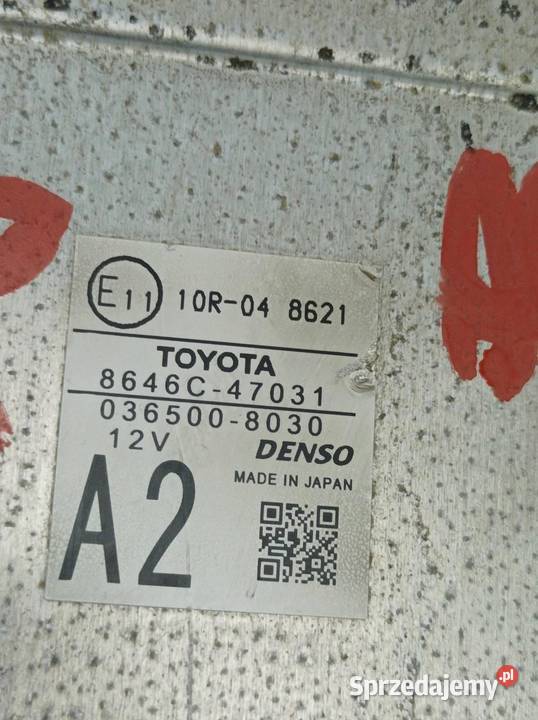 E11 10R-04 8621
TOYOTA
8646C-47031
036500-8030
12V DENSO
MADE IN JAPAN
A2
Sprzedajemy.pl